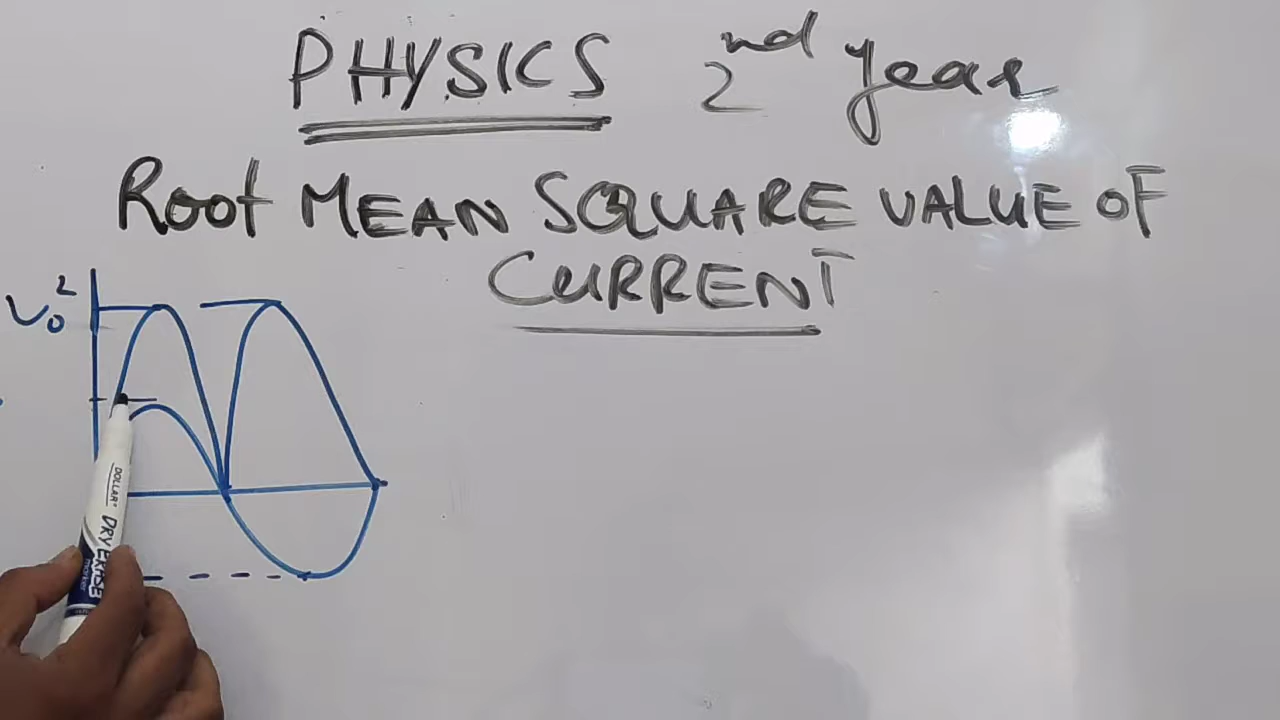 PHYSICS 2nd year
Root MEAN SQUARE VALUE OF
CURRENT
V₀²
DOLLAR
DRY ERASE